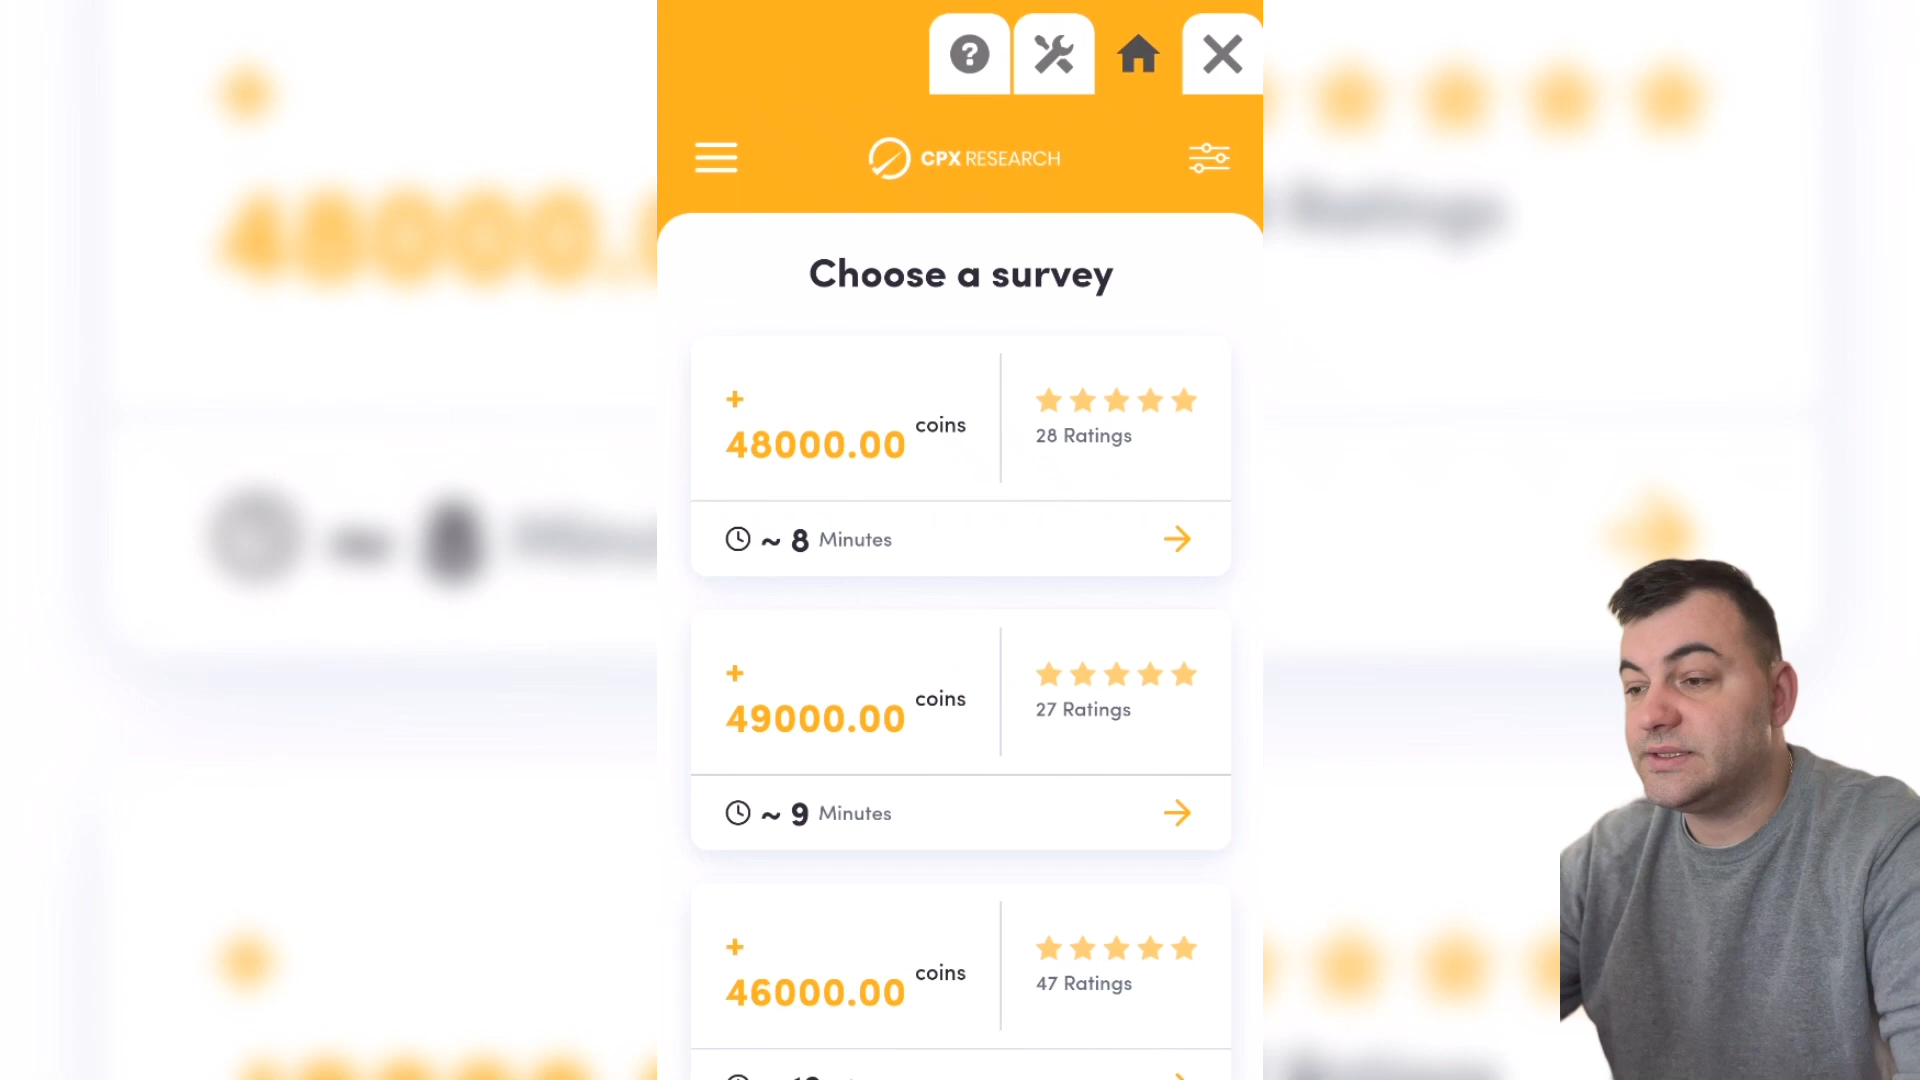 CPX RESEARCH
Choose a survey
+
48000.00 coins
28 Ratings
~ 8 Minutes
+
49000.00 coins
27 Ratings
~ 9 Minutes
+
46000.00 coins
47 Ratings